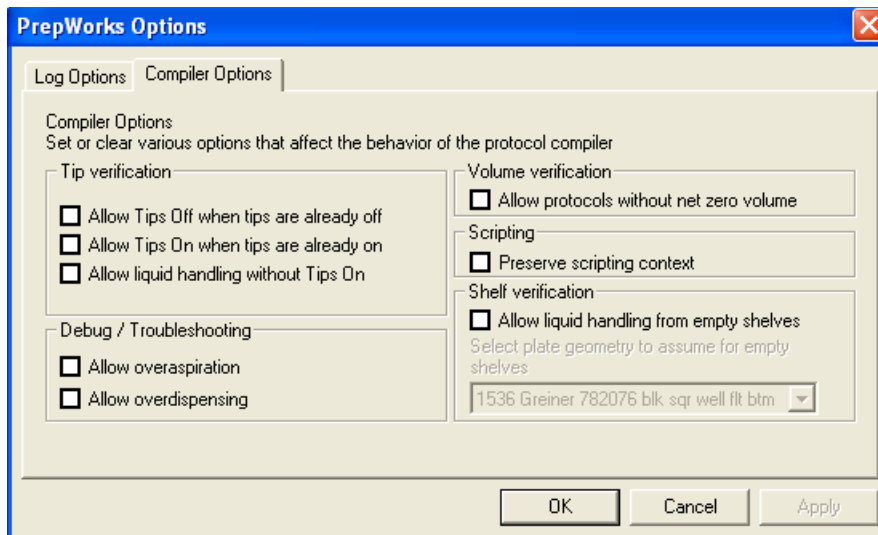 PrepWorks Options
Log Options
Compiler Options
Compiler Options
Set or clear various options that affect the behavior of the protocol compiler
Tip verification
Allow Tips Off when tips are already off
Allow Tips On when tips are already on
Allow liquid handling without Tips On
Debug / Troubleshooting
Allow overaspiration
Allow overdispensing
Volume verification
Allow protocols without net zero volume
Scripting
Preserve scripting context
Shelf verification
Allow liquid handling from empty shelves
Select plate geometry to assume for empty
shelves
1536 Greiner 782076 blk sqr well flt btm
OK
Cancel
Apply